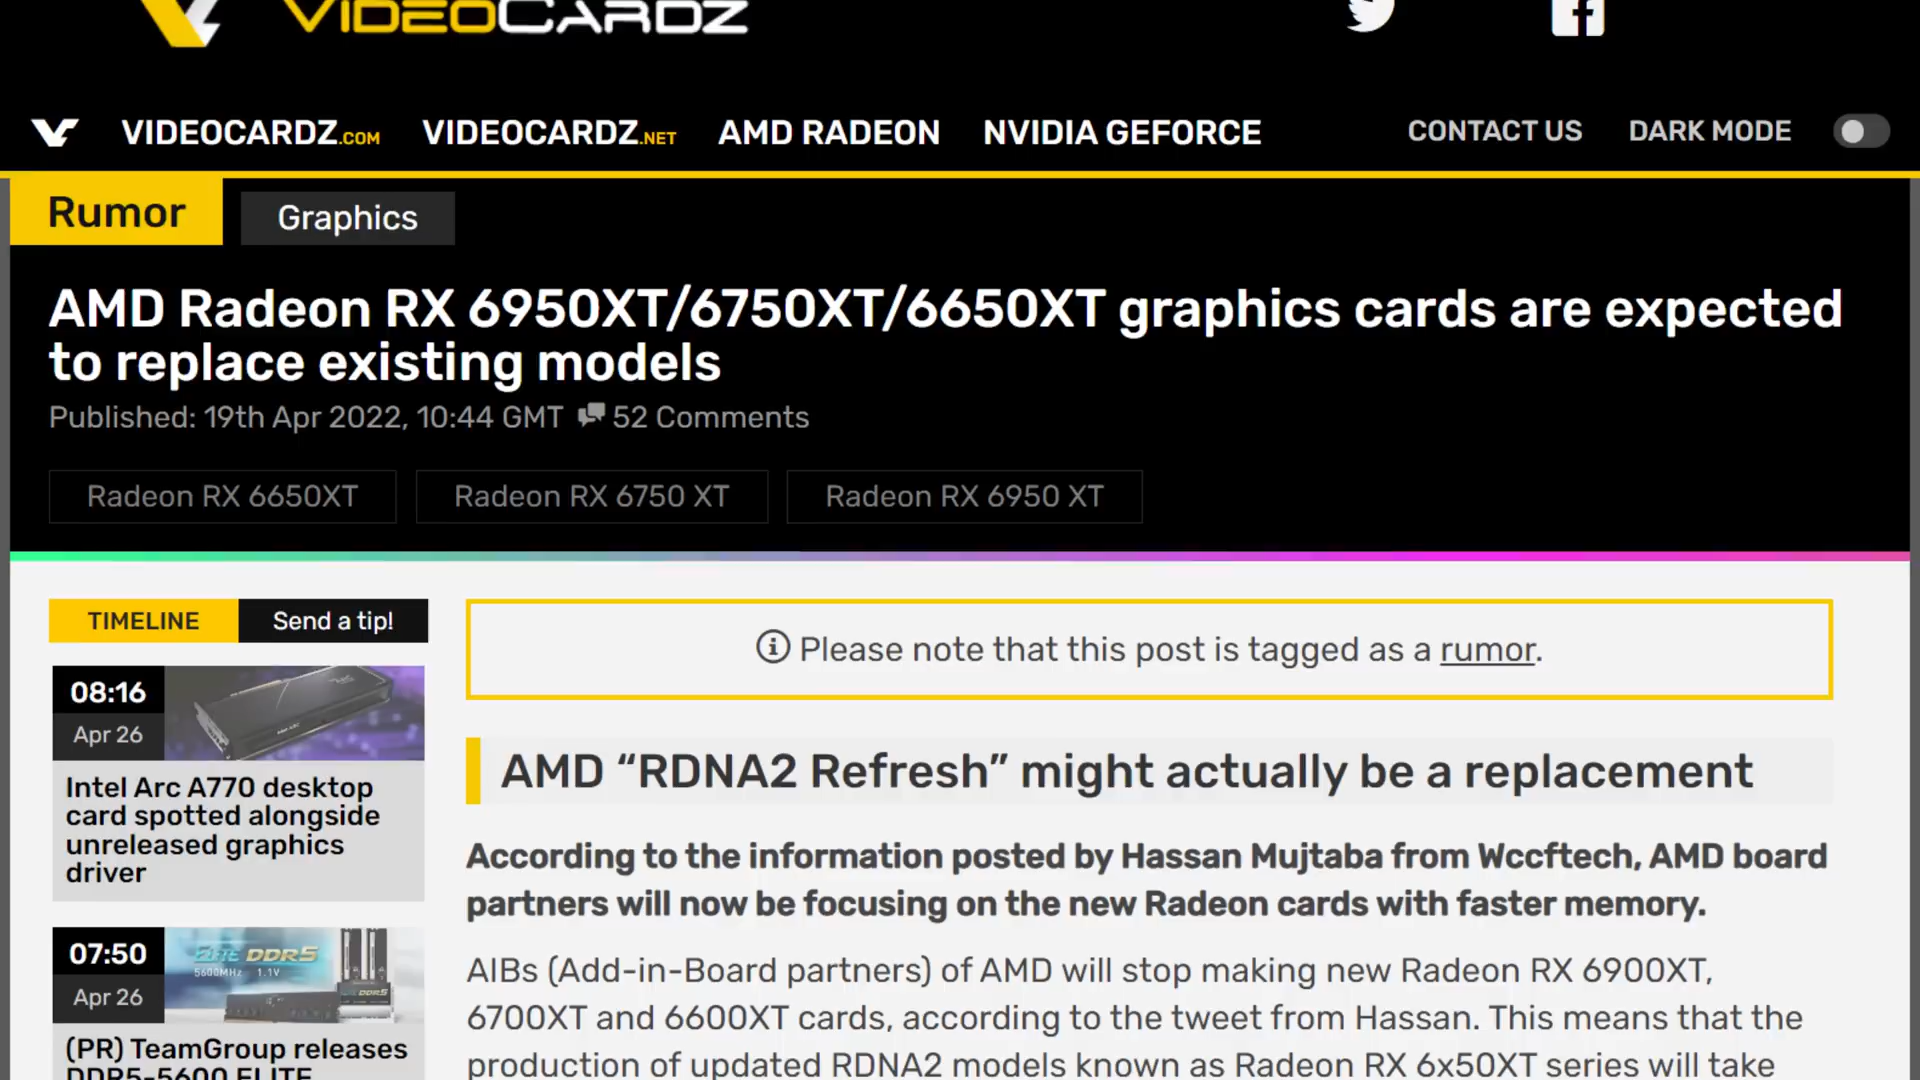 VIDEOCARDZ
VIDEOCARDZ.COM VIDEOCARDZ.NET AMD RADEON NVIDIA GEFORCE CONTACT US DARK MODE
Rumor Graphics
AMD Radeon RX 6950XT/6750XT/6650XT graphics cards are expected
to replace existing models
Published: 19th Apr 2022, 10:44 GMT 52 Comments
Radeon RX 6650XT Radeon RX 6750 XT Radeon RX 6950 XT
TIMELINE Send a tip!
08:16
Apr 26
Intel Arc A770 desktop
card spotted alongside
unreleased graphics
driver
07:50
Apr 26
ELITE DDR5
5600MHz 1.1V
DDR5
(PR) TeamGroup releases
DDR5-5600 ELITE
Please note that this post is tagged as a rumor.
AMD “RDNA2 Refresh” might actually be a replacement
According to the information posted by Hassan Mujtaba from Wccftech, AMD board
partners will now be focusing on the new Radeon cards with faster memory.
AIBs (Add-in-Board partners) of AMD will stop making new Radeon RX 6900XT,
6700XT and 6600XT cards, according to the tweet from Hassan. This means that the
production of updated RDNA2 models known as Radeon RX 6x50XT series will take